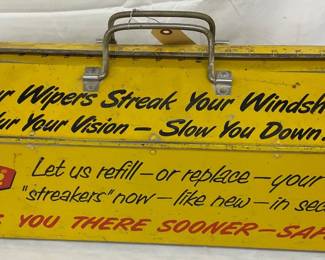 ur Wipers Streak Your Windsh
lur Your Vision — Slow You Down
Let us refill — or replace — your
"streakers" now — like new — in sec
S YOU THERE SOONER — SAF